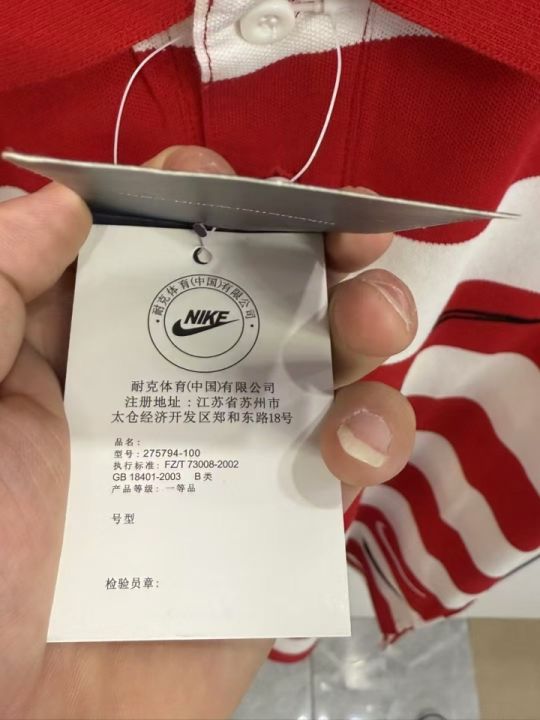 耐克体育(中国)有限公司
NIKE
耐克体育(中国)有限公司
注册地址：江苏省苏州市
太仓经济开发区郑和东路18号
品名：
型号：275794-100
执行标准：FZ/T 73008-2002
GB 18401-2003 B类
产品等级：一等品
号型
检验员章：